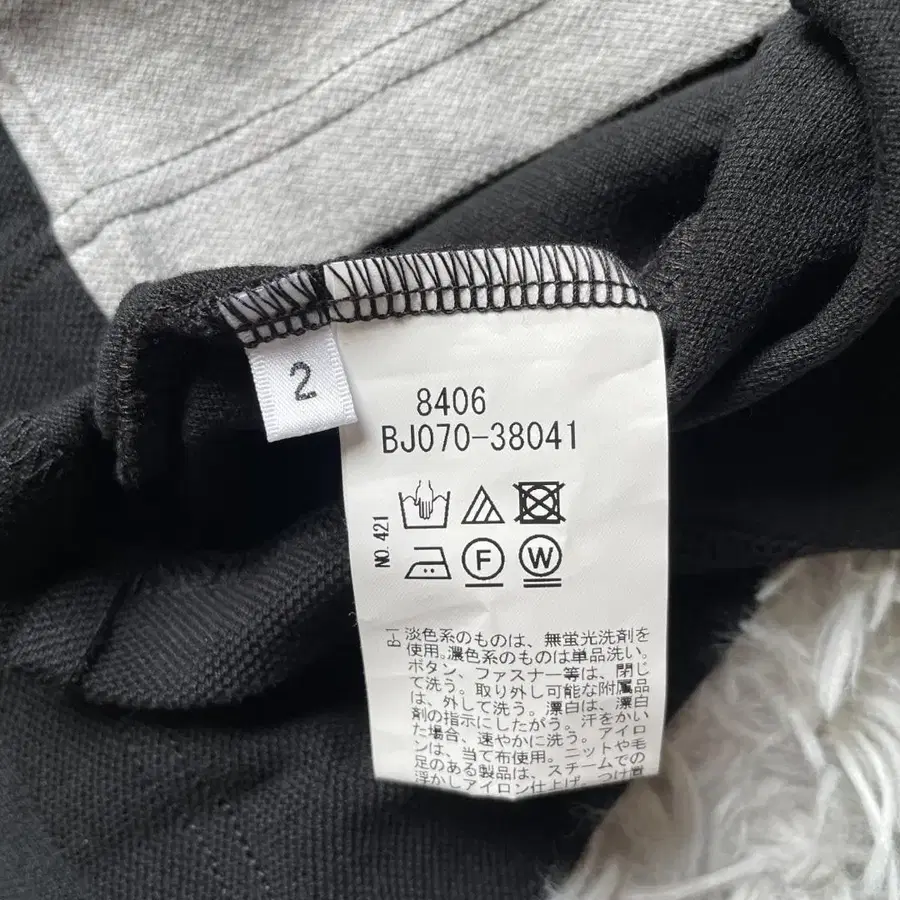 2
8406
BJ070-38041
NO.421
F
W
B-1
淡色系のものは、無蛍光洗剤を
使用。濃色系のものは単品洗い。
ボタン、ファスナー等は、閉じ
て洗う。取り外し可能な附属品
は、外して洗う。漂白は、漂白
剤の指示にしたがう。汗をかい
た場合、速やかに洗う。アイロ
ンは、当て布使用。ニットや毛
足のある製品は、スチームでの
浮かしアイロン仕上げ。つけ置